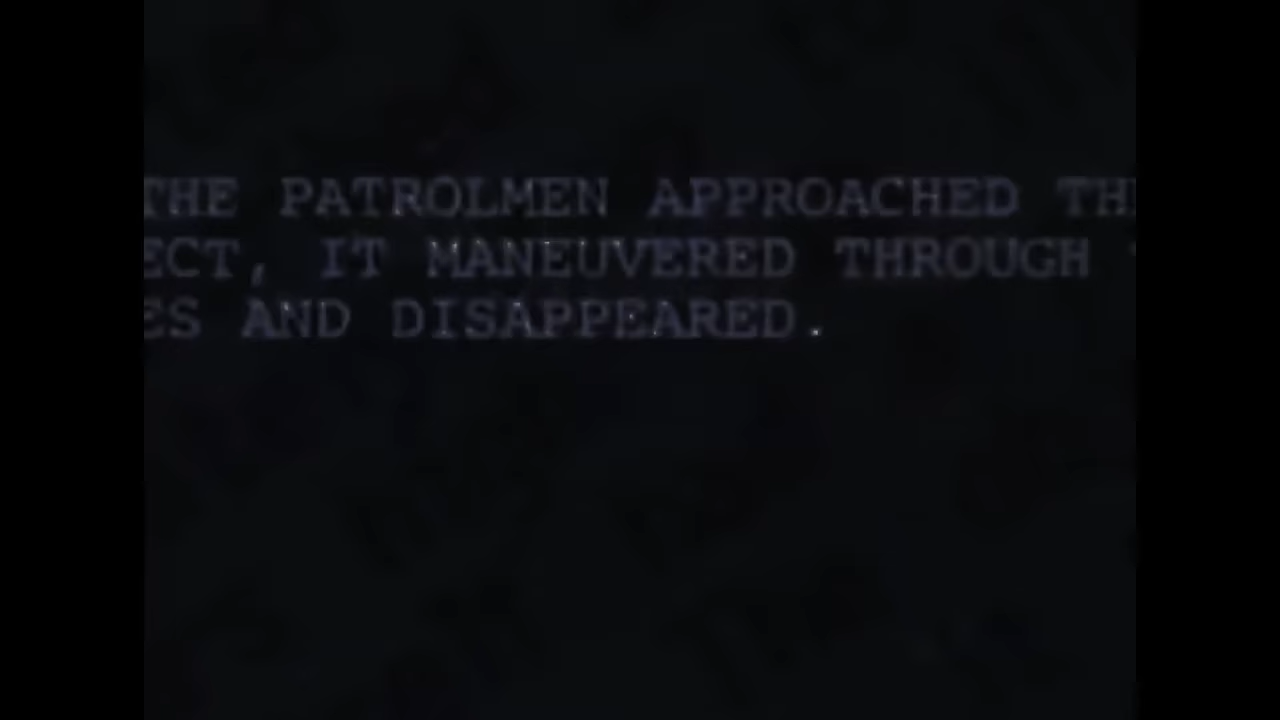 THE PATROLMEN APPROACHED TH
ECT, IT MANEUVERED THROUGH
ES AND DISAPPEARED.